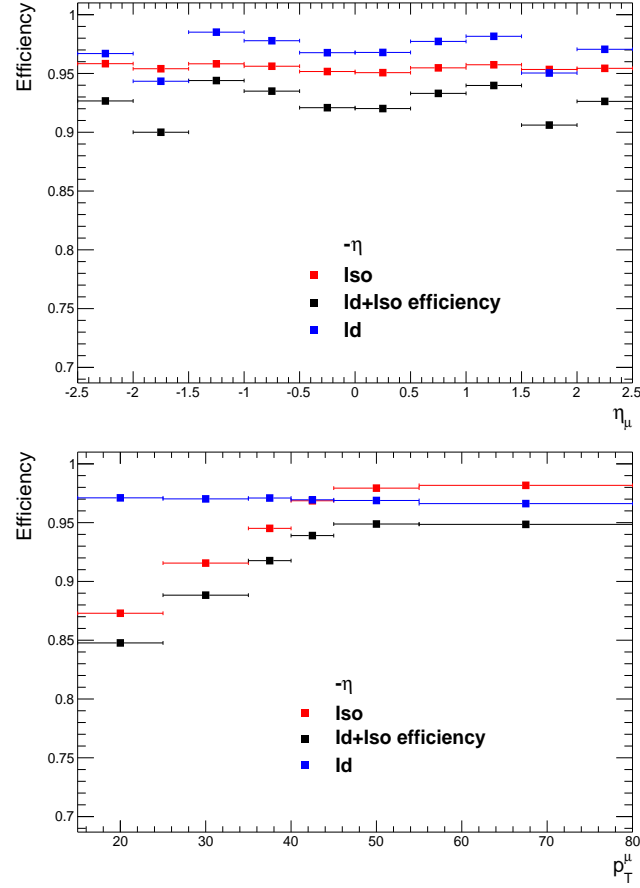 Efficiency
1
0.95
0.9
0.85
0.8
0.75
0.7
-η
Iso
Id+Iso efficiency
Id
-2.5 -2 -1.5 -1 -0.5 0 0.5 1 1.5 2 2.5
η_μ
Efficiency
1
0.95
0.9
0.85
0.8
0.75
0.7
-η
Iso
Id+Iso efficiency
Id
20 30 40 50 60 70 80
p_T^μ